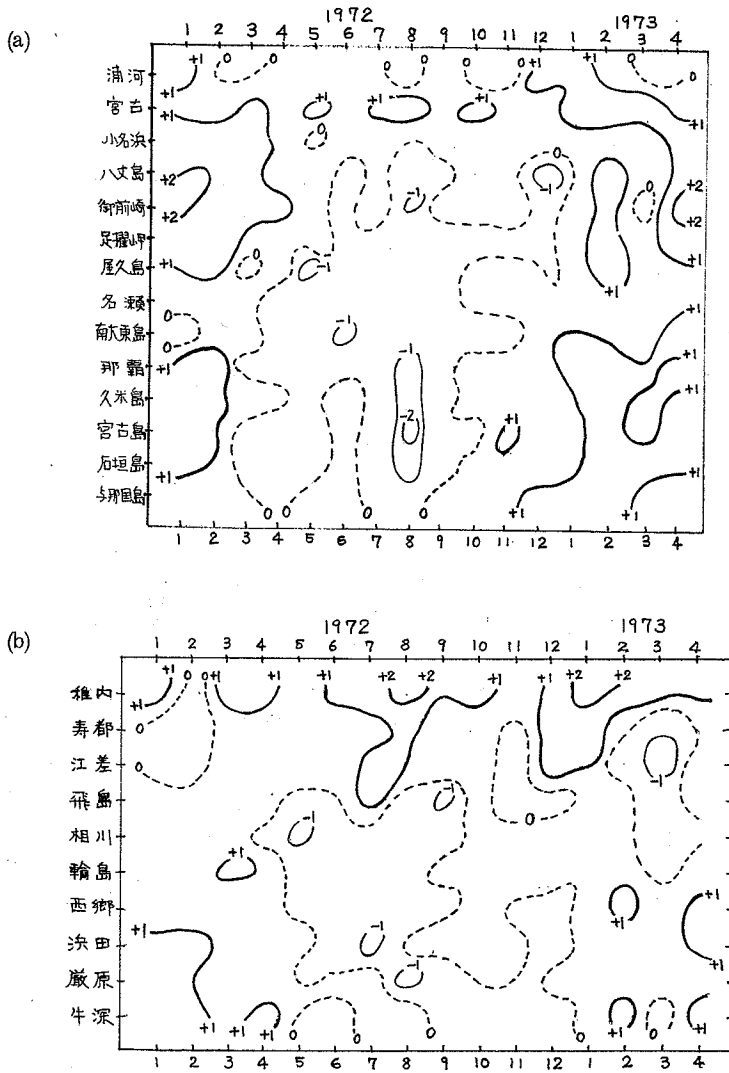 (a)
1972 1973
1 2 3 4 5 6 7 8 9 10 11 12 1 2 3 4
+1 0 0 0 0 0 0 +1 +1 0
浦河
+1 0
宮古
+1 0 +1 +1 +1
小名浜
0
八丈島
+2 -1 +2
御前崎
+2 -1 0 +2
足摺岬
屋久島
+1 0 -1 +1
名瀬
+1
+1
南大東島
0 -1
0
那覇
+1 -1 +1
久米島
+1
宮古島
-2 +1
石垣島
+1 +1
与那国島
0 0 0 0 +1 +1
1 2 3 4 5 6 7 8 9 10 11 12 1 2 3 4
(b)
1972 1973
1 2 3 4 5 6 7 8 9 10 11 12 1 2 3 4
+1 0 0 +1 +1 +1 +2 +2 +1 +1 +2 +2
稚内
+1
寿都
0
江差
0 -1
飛島
-1 0
相川
-1
輪島
+1
西郷
+1
+1
浜田
+1 -1 +1
厳原
-1
牛深
+1 +1 +1 0 0 0 0 +1 0 +1
1 2 3 4 5 6 7 8 9 10 11 12 1 2 3 4